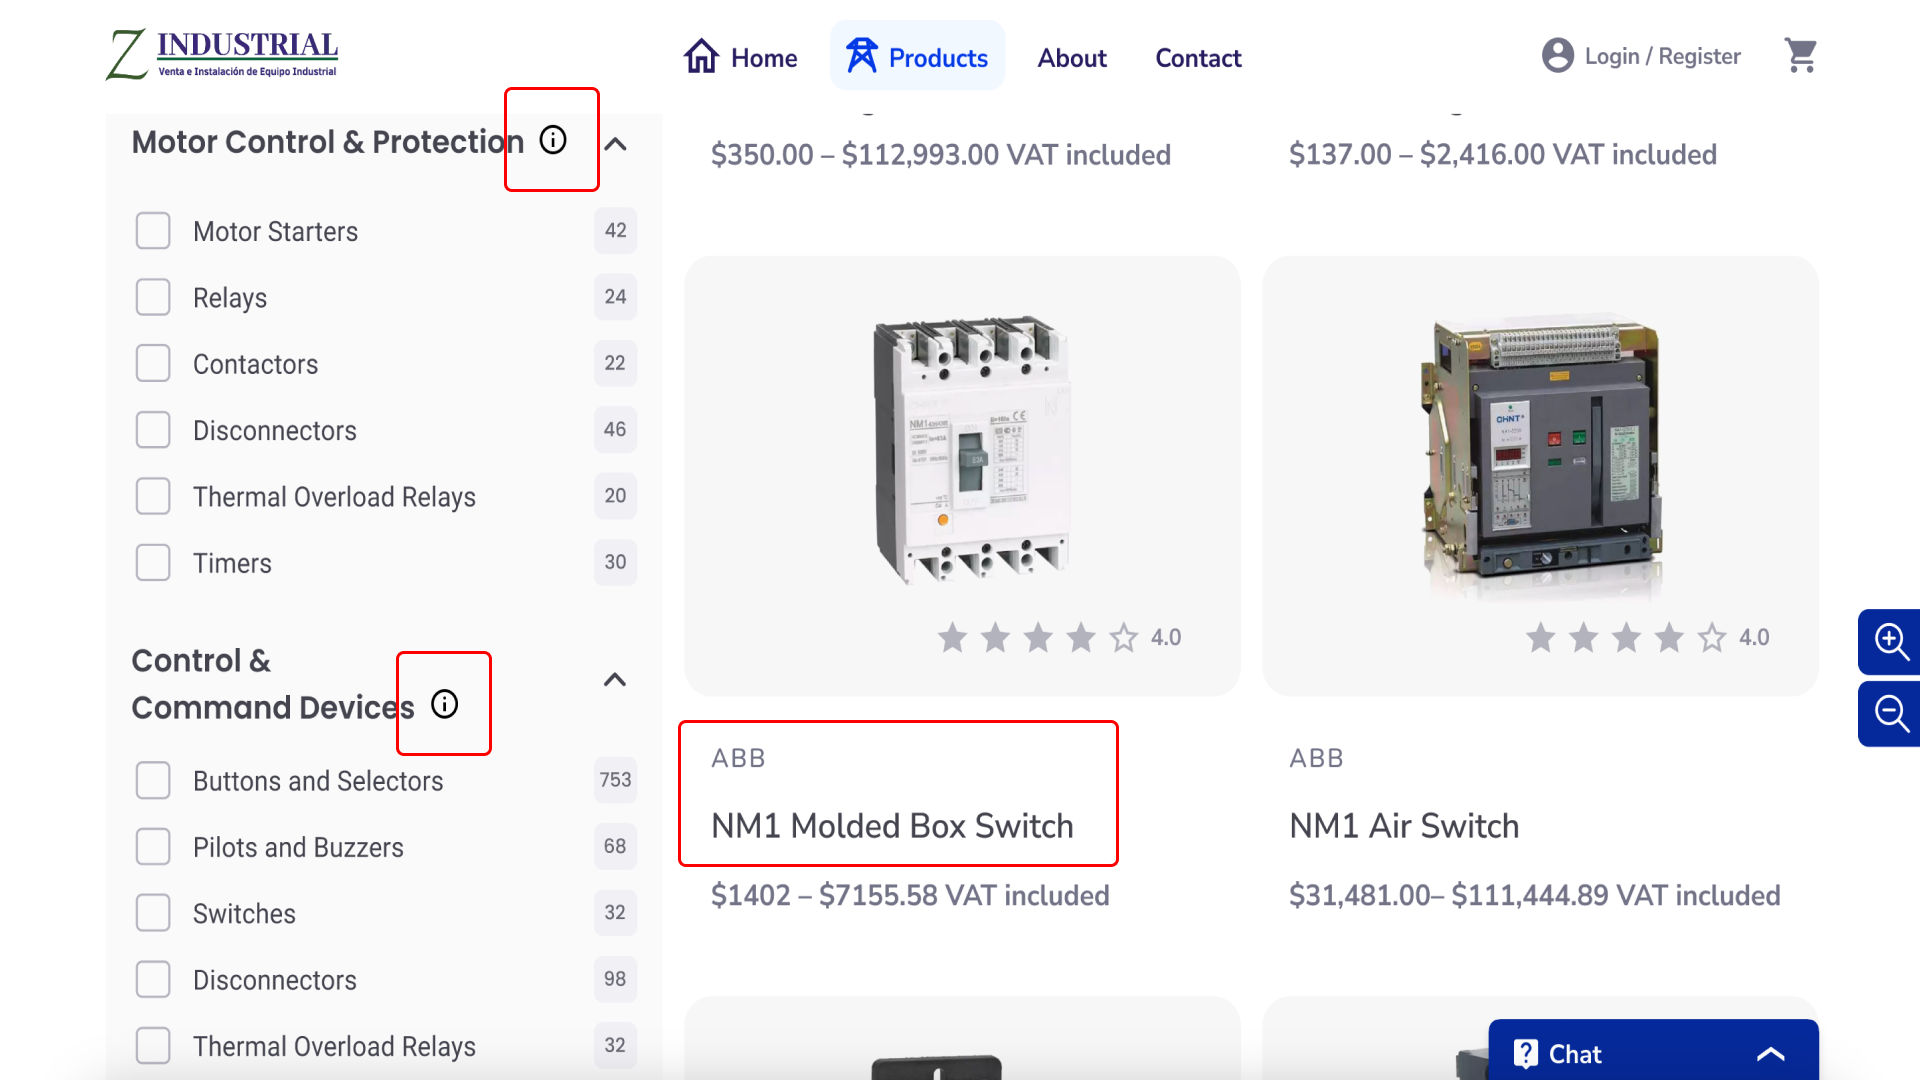 Z INDUSTRIAL
Venta e Instalación de Equipo Industrial
Home
Products
About
Contact
Login / Register
Motor Control & Protection
Motor Starters 42
Relays 24
Contactors 22
Disconnectors 46
Thermal Overload Relays 20
Timers 30
Control &
Command Devices
Buttons and Selectors 753
Pilots and Buzzers 68
Switches 32
Disconnectors 98
Thermal Overload Relays 32
$350.00 – $112,993.00 VAT included
$137.00 – $2,416.00 VAT included
NM1
CE
63A
4.0
CHNT
4.0
ABB
NM1 Molded Box Switch
$1402 – $7155.58 VAT included
ABB
NM1 Air Switch
$31,481.00– $111,444.89 VAT included
Chat